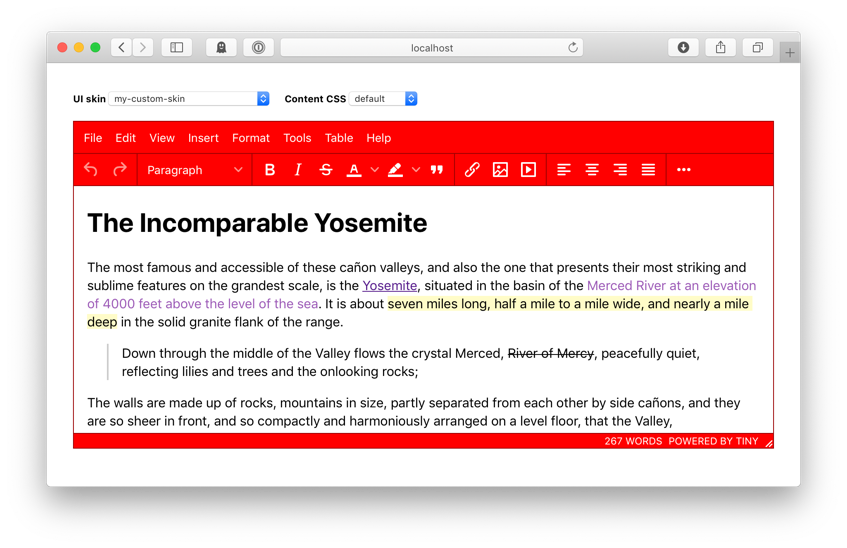 localhost
UI skin my-custom-skin Content CSS default
File Edit View Insert Format Tools Table Help
Paragraph B I S A
The Incomparable Yosemite
The most famous and accessible of these cañon valleys, and also the one that presents their most striking and
sublime features on the grandest scale, is the Yosemite, situated in the basin of the Merced River at an elevation
of 4000 feet above the level of the sea. It is about seven miles long, half a mile to a mile wide, and nearly a mile
deep in the solid granite flank of the range.
Down through the middle of the Valley flows the crystal Merced, River of Mercy, peacefully quiet,
reflecting lilies and trees and the onlooking rocks;
The walls are made up of rocks, mountains in size, partly separated from each other by side cañons, and they
are so sheer in front, and so compactly and harmoniously arranged on a level floor, that the Valley,
267 WORDS POWERED BY TINY